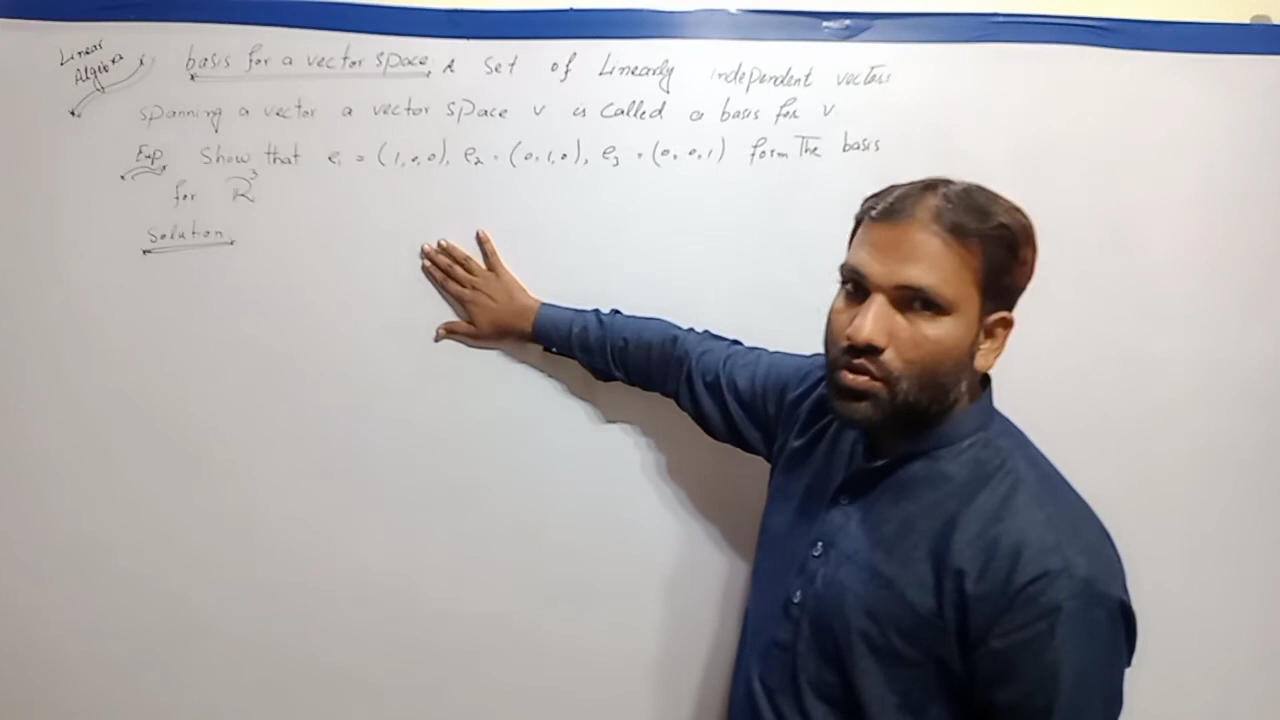 Linear
Algebra
basis for a vector space, A set of Linearly independent vectors
spanning a vector a vector space v is called a basis for v
Exp. Show that e₁ = (1,0,0), e₂ = (0,1,0), e₃ = (0,0,1) form The basis
for ℝ³
Solution.